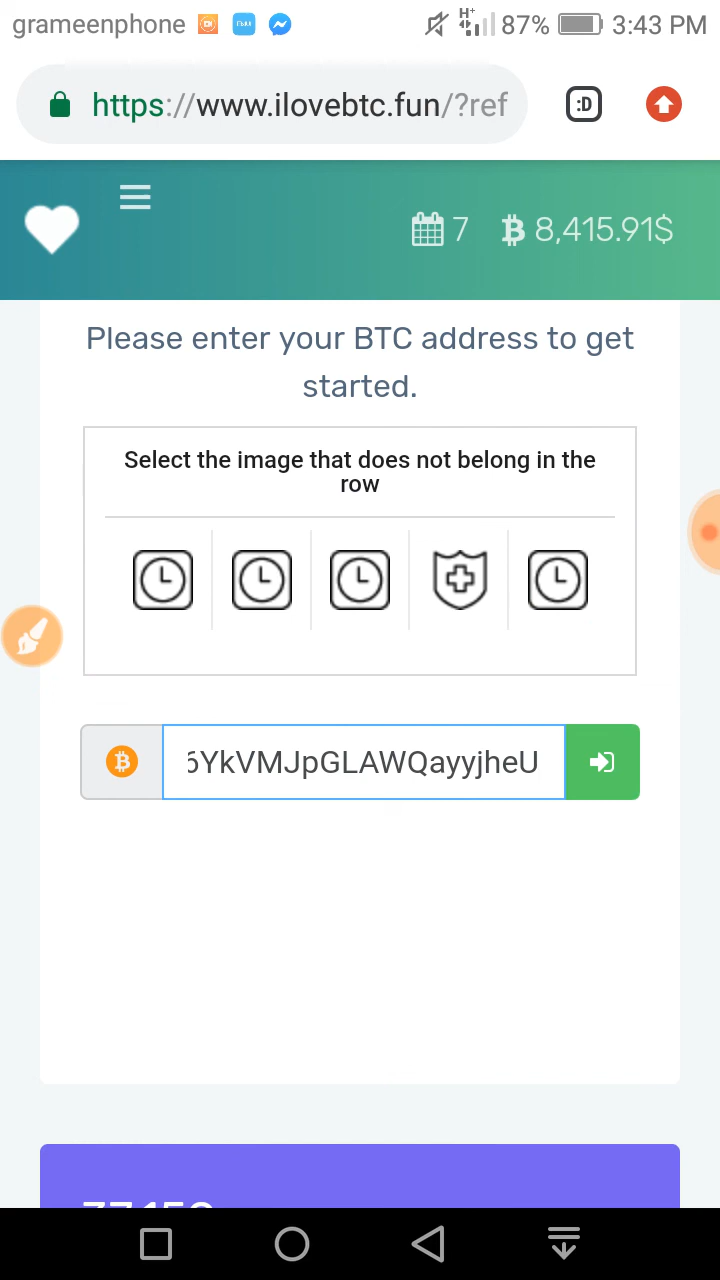 grameenphone
H+
87%
3:43 PM
https://www.ilovebtc.fun/?ref
:D
7
8,415.91$
Please enter your BTC address to get
started.
Select the image that does not belong in the
row
6YkVMJpGLAWQayyjheU